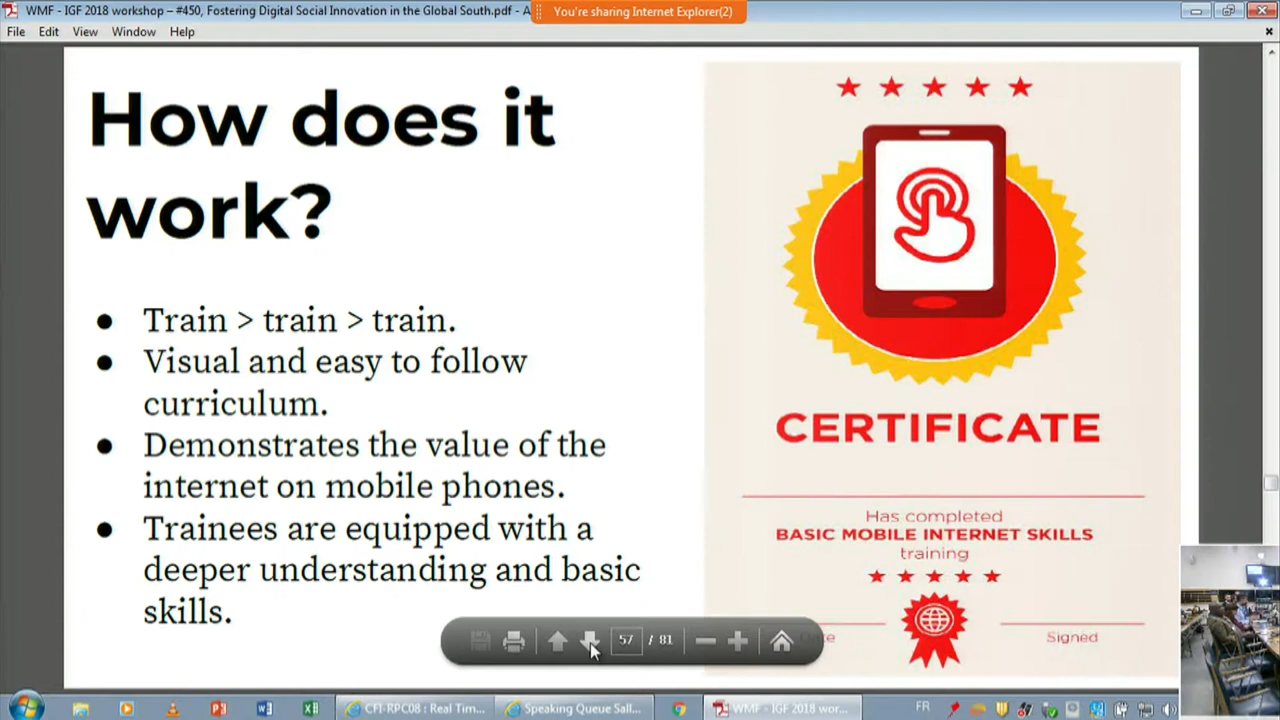 WMF - IGF 2018 workshop – #450, Fostering Digital Social Innovation in the Global South.pdf - A
You're sharing Internet Explorer(2)
File Edit View Window Help
How does it
work?
● Train > train > train.
● Visual and easy to follow
curriculum.
● Demonstrates the value of the
internet on mobile phones.
● Trainees are equipped with a
deeper understanding and basic
skills.
CERTIFICATE
Has completed
BASIC MOBILE INTERNET SKILLS
training
Signed
57 / 81
CFI-RPC08 : Real Tim...
Speaking Queue Sall...
WMF - IGF 2018 wor...
FR